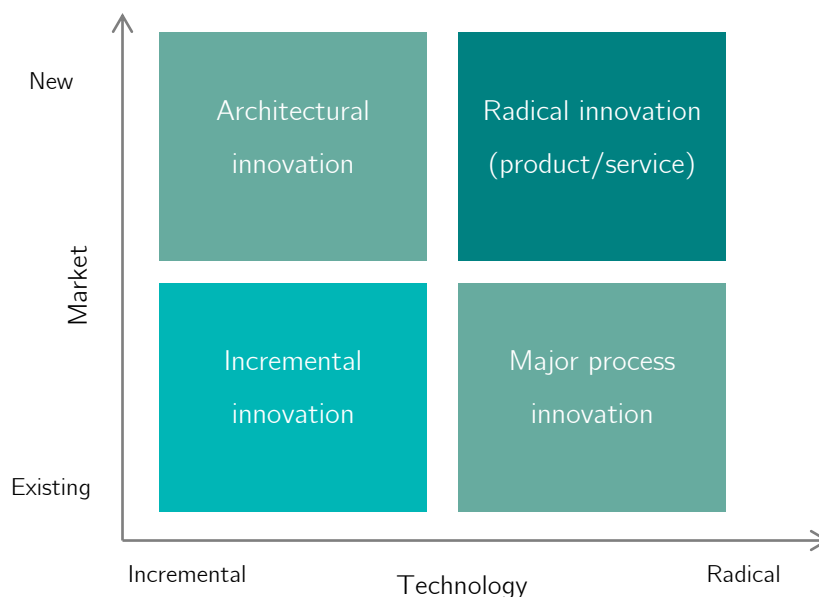 New
Architectural
innovation
Radical innovation
(product/service)
Market
Incremental
innovation
Major process
innovation
Existing
Incremental
Technology
Radical